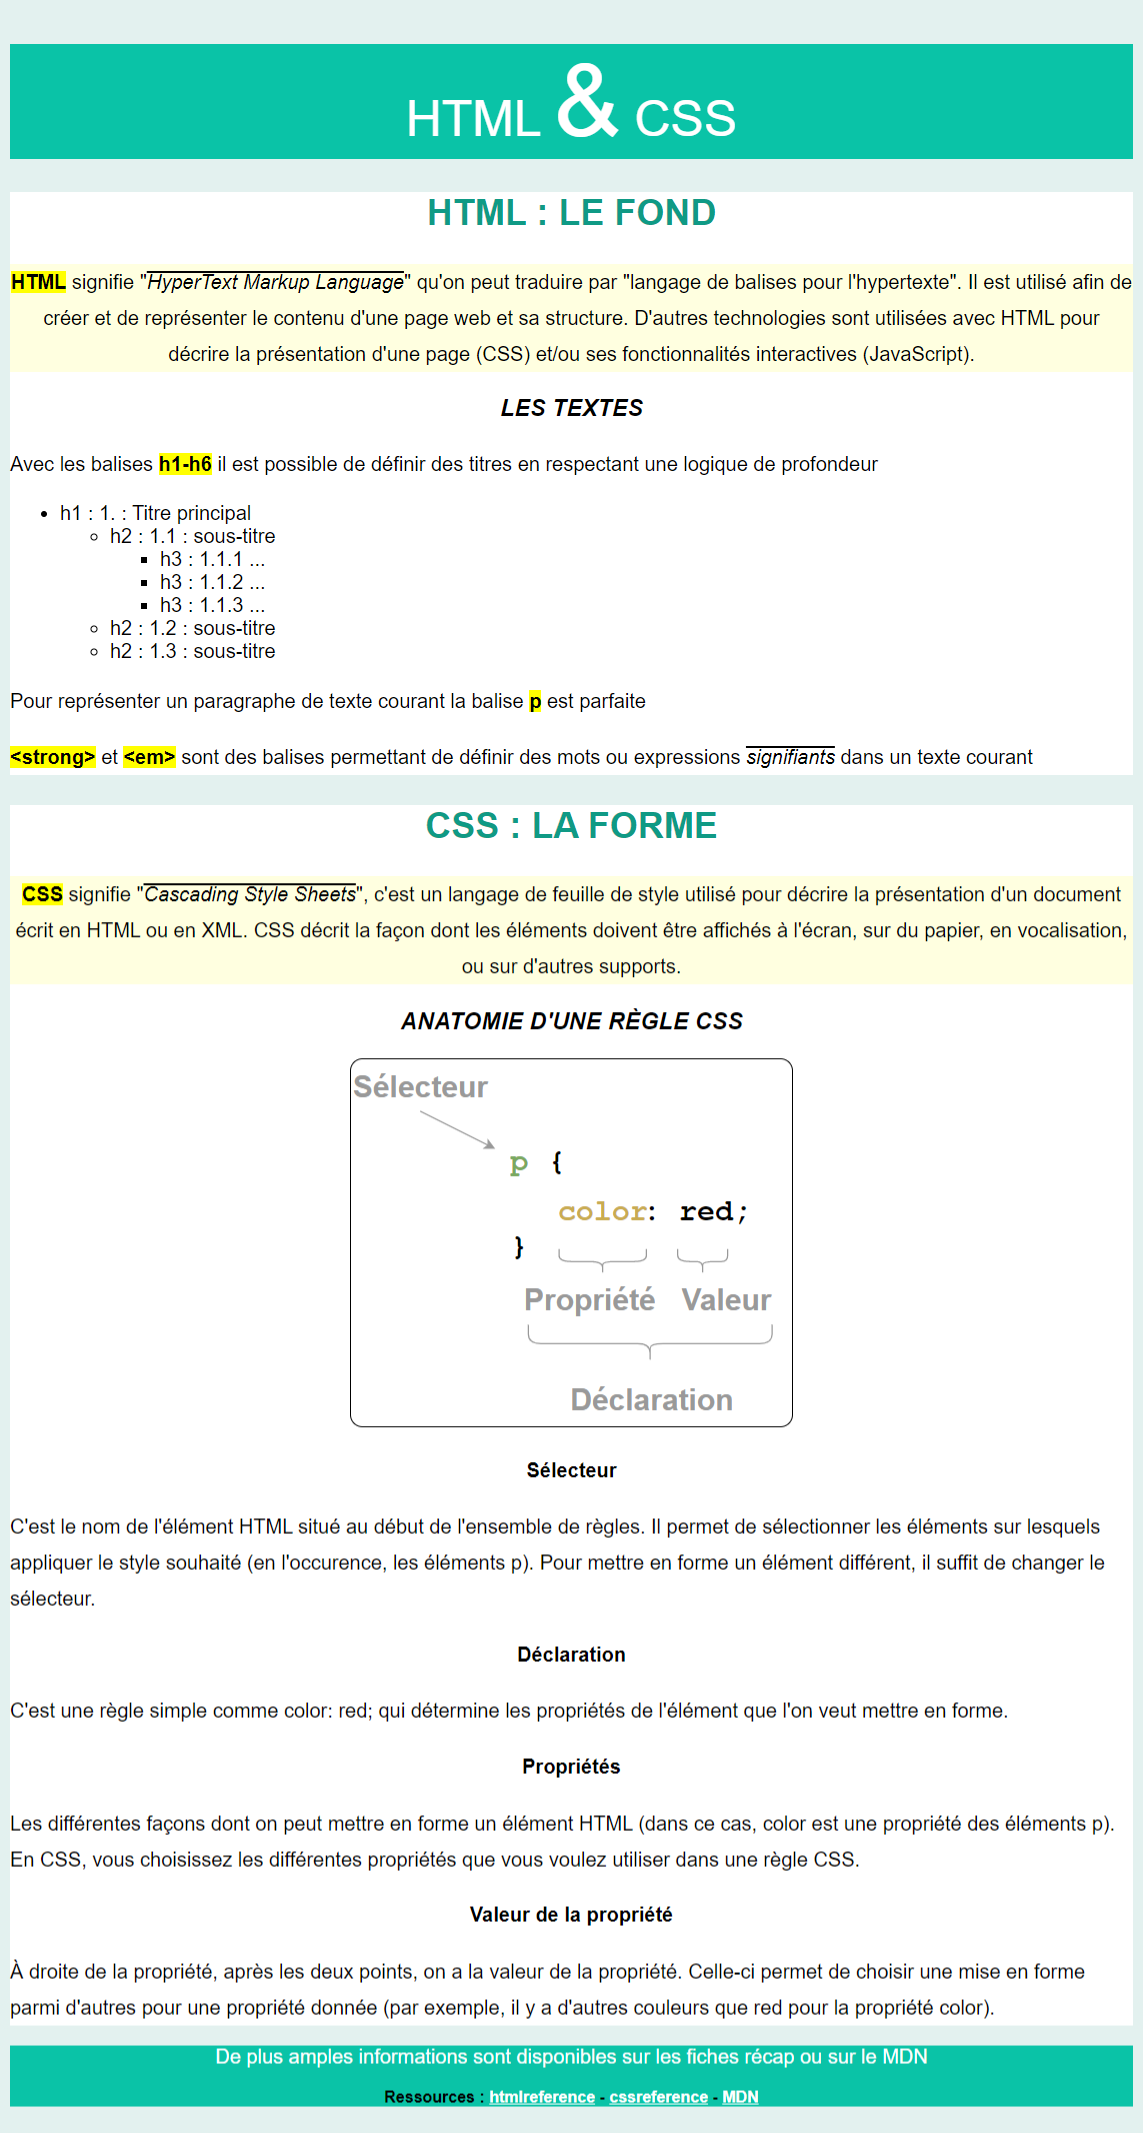 HTML & CSS
HTML : LE FOND
HTML signifie "HyperText Markup Language" qu'on peut traduire par "langage de balises pour l'hypertexte". Il est utilisé afin de
créer et de représenter le contenu d'une page web et sa structure. D'autres technologies sont utilisées avec HTML pour
décrire la présentation d'une page (CSS) et/ou ses fonctionnalités interactives (JavaScript).
LES TEXTES
Avec les balises h1-h6 il est possible de définir des titres en respectant une logique de profondeur
h1 : 1. : Titre principal
h2 : 1.1 : sous-titre
h3 : 1.1.1 ...
h3 : 1.1.2 ...
h3 : 1.1.3 ...
h2 : 1.2 : sous-titre
h2 : 1.3 : sous-titre
Pour représenter un paragraphe de texte courant la balise p est parfaite
<strong> et <em> sont des balises permettant de définir des mots ou expressions signifiants dans un texte courant
CSS : LA FORME
CSS signifie "Cascading Style Sheets", c'est un langage de feuille de style utilisé pour décrire la présentation d'un document
écrit en HTML ou en XML. CSS décrit la façon dont les éléments doivent être affichés à l'écran, sur du papier, en vocalisation,
ou sur d'autres supports.
ANATOMIE D'UNE RÈGLE CSS
Sélecteur
p {
color: red;
}
Propriété Valeur
Déclaration
Sélecteur
C'est le nom de l'élément HTML situé au début de l'ensemble de règles. Il permet de sélectionner les éléments sur lesquels
appliquer le style souhaité (en l'occurence, les éléments p). Pour mettre en forme un élément différent, il suffit de changer le
sélecteur.
Déclaration
C'est une règle simple comme color: red; qui détermine les propriétés de l'élément que l'on veut mettre en forme.
Propriétés
Les différentes façons dont on peut mettre en forme un élément HTML (dans ce cas, color est une propriété des éléments p).
En CSS, vous choisissez les différentes propriétés que vous voulez utiliser dans une règle CSS.
Valeur de la propriété
À droite de la propriété, après les deux points, on a la valeur de la propriété. Celle-ci permet de choisir une mise en forme
parmi d'autres pour une propriété donnée (par exemple, il y a d'autres couleurs que red pour la propriété color).
De plus amples informations sont disponibles sur les fiches récap ou sur le MDN
Ressources : htmlreference - cssreference - MDN